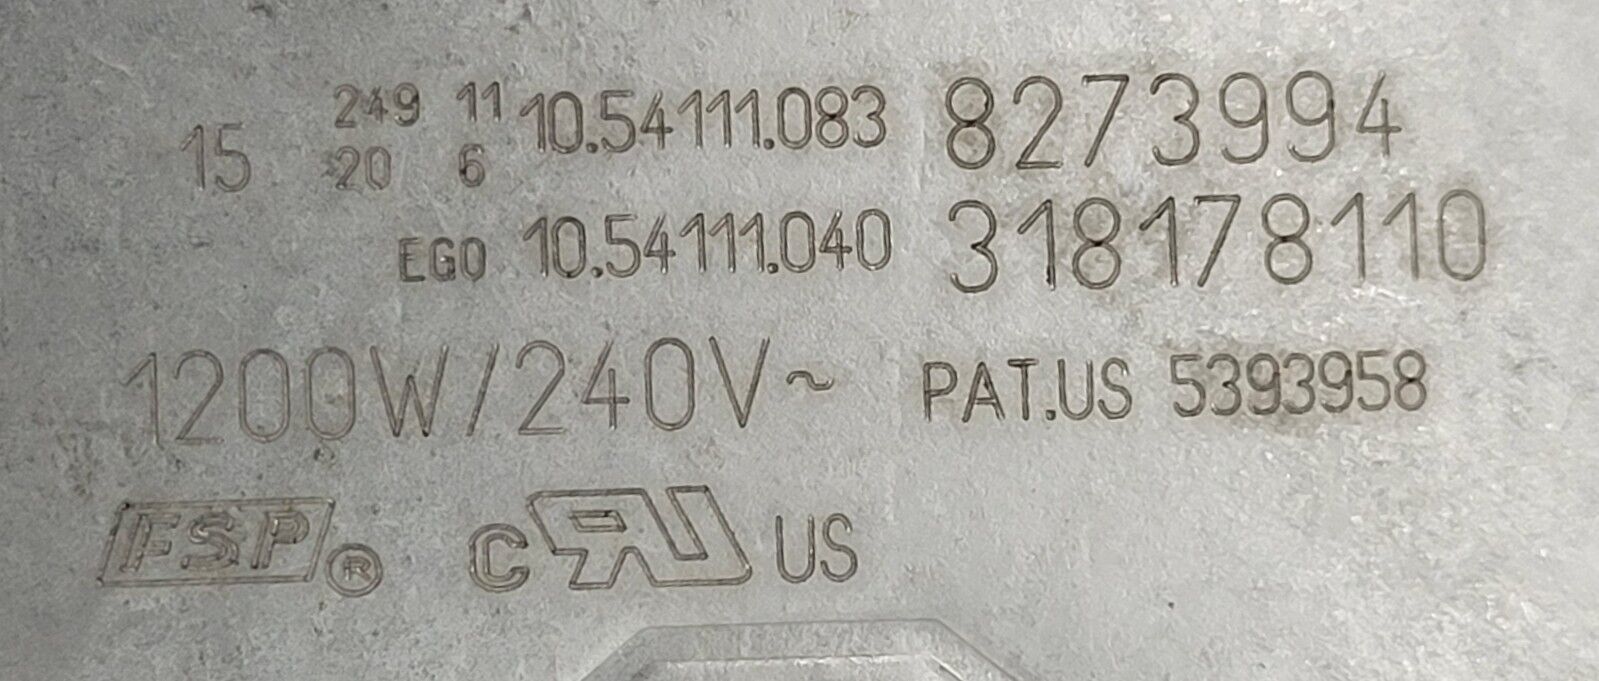 15 249 11 10.54111.083 8273994
20 6
EGO 10.54111.040 318178110
1200W/240V~ PAT.US 5393958
FSP® C RU US